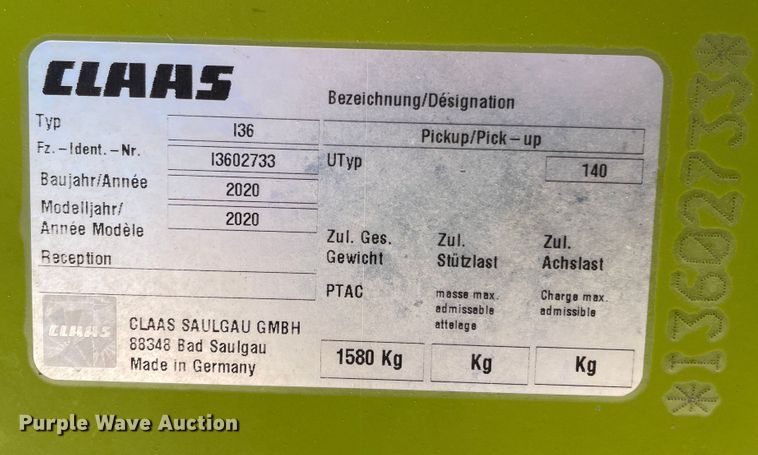 CLAAS
Bezeichnung/Désignation
Typ I36
Pickup/Pick-up
Fz.-Ident.-Nr. I3602733
UTyp 140
Baujahr/Année 2020
Modelljahr/
Année Modèle 2020
Reception
Zul. Ges.
Gewicht
PTAC
1580 Kg
Zul.
Stützlast
masse max.
admissable
attelage
Kg
Zul.
Achslast
Charge max.
admissible
Kg
CLAAS
CLAAS SAULGAU GMBH
88348 Bad Saulgau
Made in Germany
*I3602733*
Purple Wave Auction